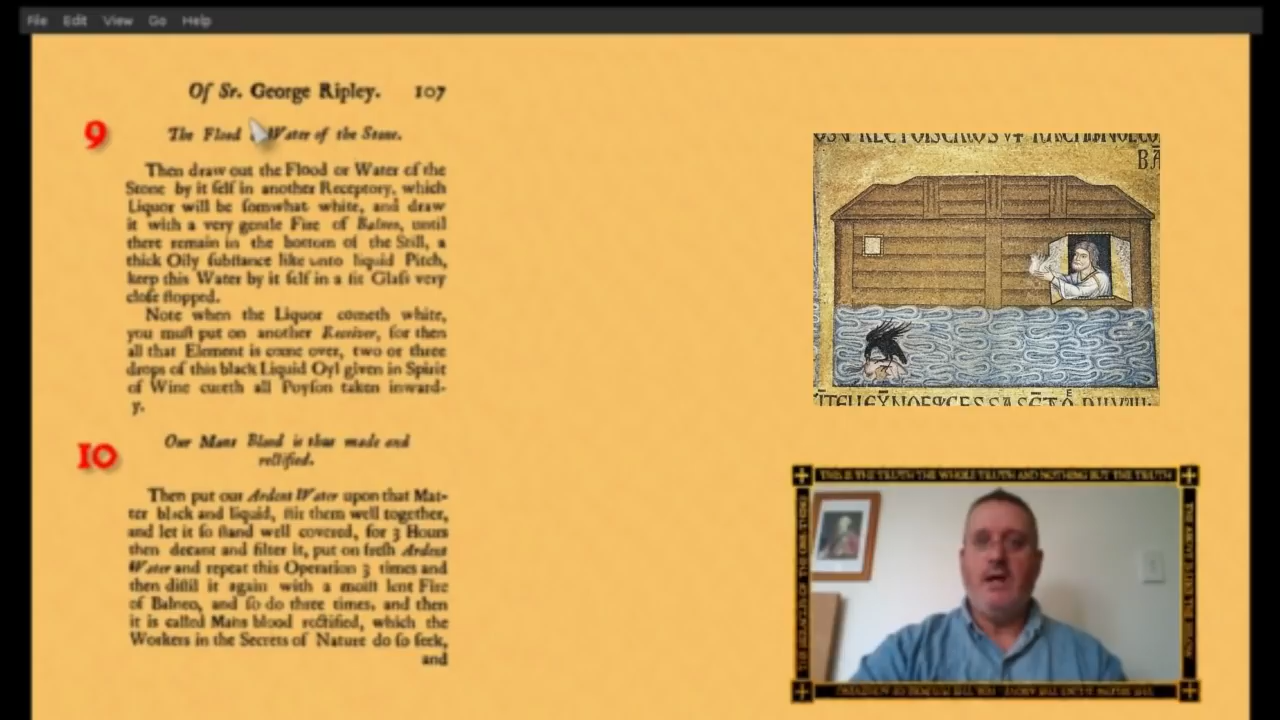 File Edit View Go Help
Of Sr. George Ripley. 107
9
The Flood Water of the Stone.
Then draw out the Flood or Water of the
Stone by it ſelf in another Receptory, which
Liquor will be ſomwhat white, and draw
it with a very gentle Fire of Balneo, until
there remain in the bottom of the Still, a
thick Oily ſubſtance like unto liquid Pitch,
keep this Water by it ſelf in a fit Glaſs very
cloſe ſtopped.
Note when the Liquor cometh white,
you muſt put on another Receiver, for then
all that Element is come over, two or three
drops of this black Liquid Oyl given in Spirit
of Wine cureth all Poyſon taken inward-
y.
10
Our Mans Blood is thus made and
rectified.
Then put our Ardent Water upon that Mat-
ter black and liquid, ſtir them well together,
and let it ſo ſtand well covered, for 3 Hours
then decant and filter it, put on freſh Ardent
Water and repeat this Operation 3 times and
then diſtil it again with a moiſt lent Fire
of Balneo, and ſo do three times, and then
it is called Mans blood rectified, which the
Workers in the Secrets of Nature do ſo ſeek,
and
BA
THIS IS THE TRUTH THE WHOLE TRUTH AND NOTHING BUT THE TRUTH